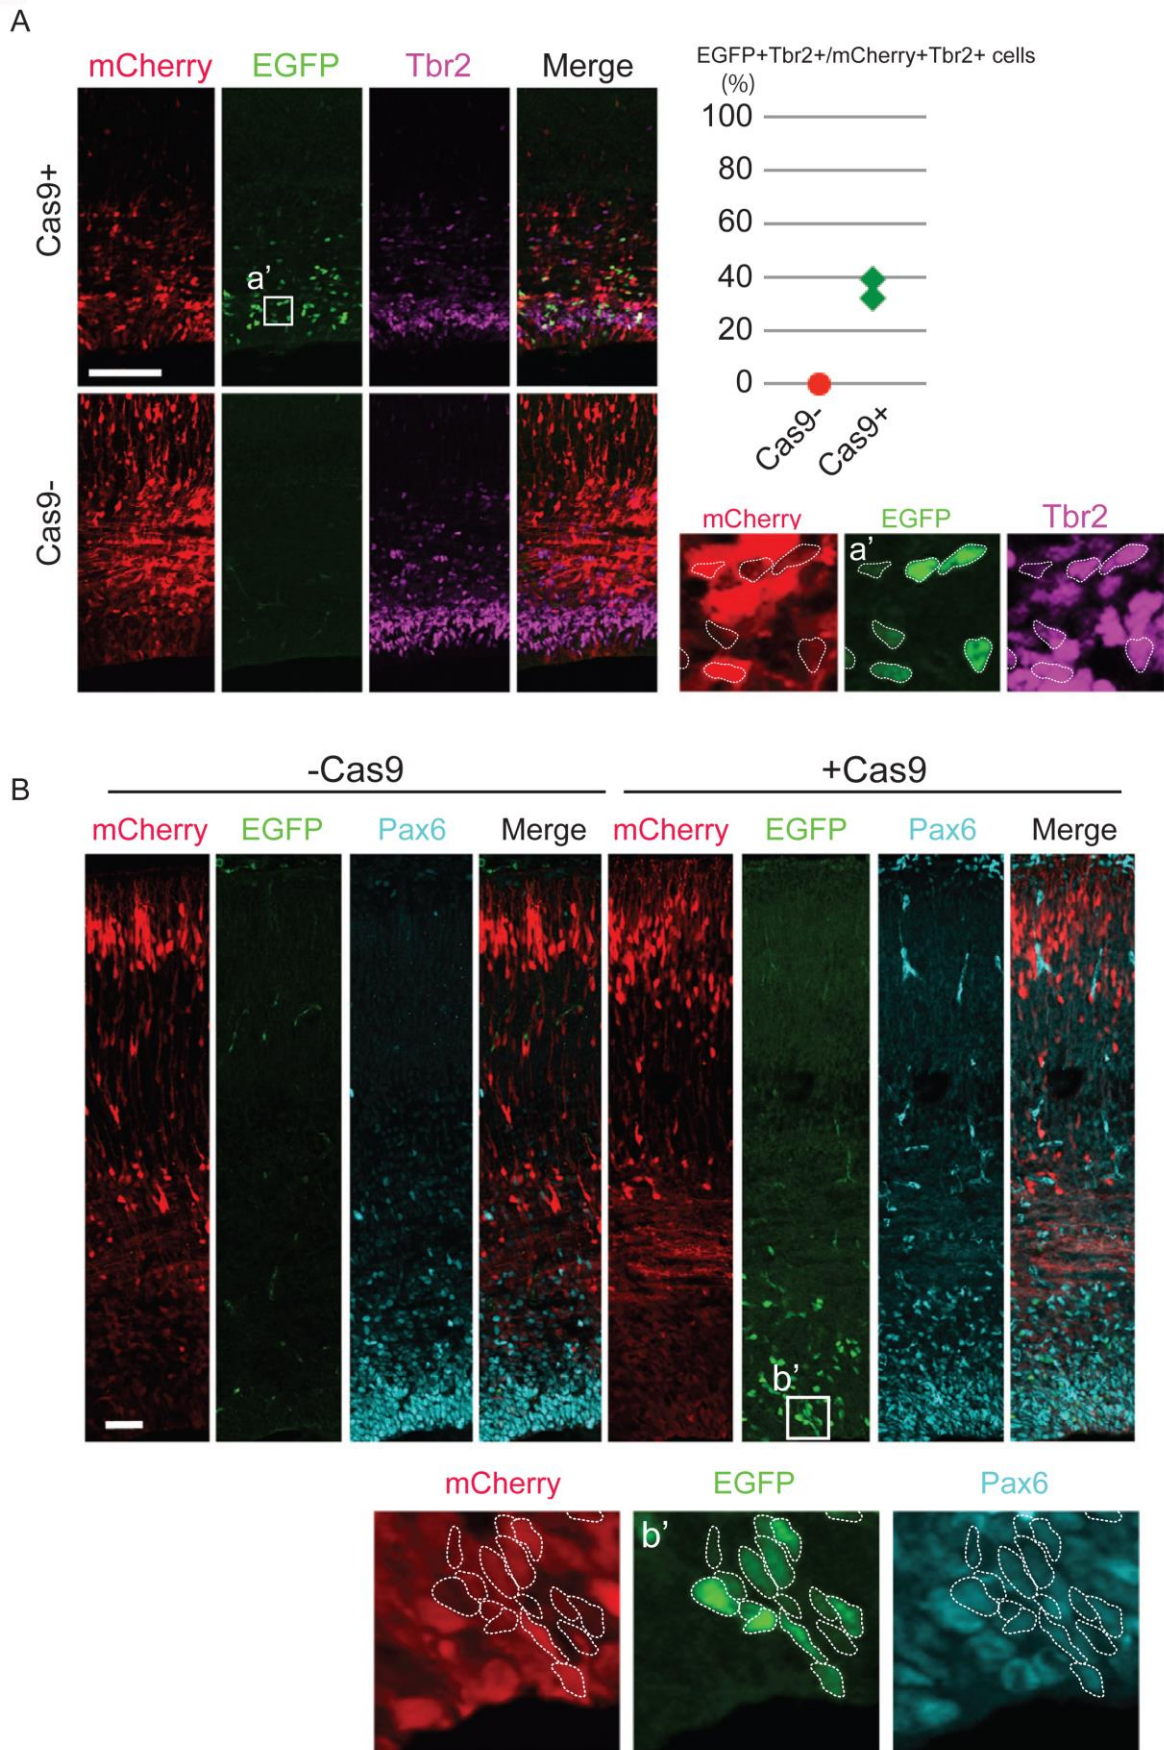 A
mCherry EGFP Tbr2 Merge
Cas9+
a’
Cas9-
EGFP+Tbr2+/mCherry+Tbr2+ cells
(%)
100
80
60
40
20
0
Cas9- Cas9+
mCherry EGFP Tbr2
a’
B
-Cas9 +Cas9
mCherry EGFP Pax6 Merge mCherry EGFP Pax6 Merge
b’
mCherry EGFP Pax6
b’